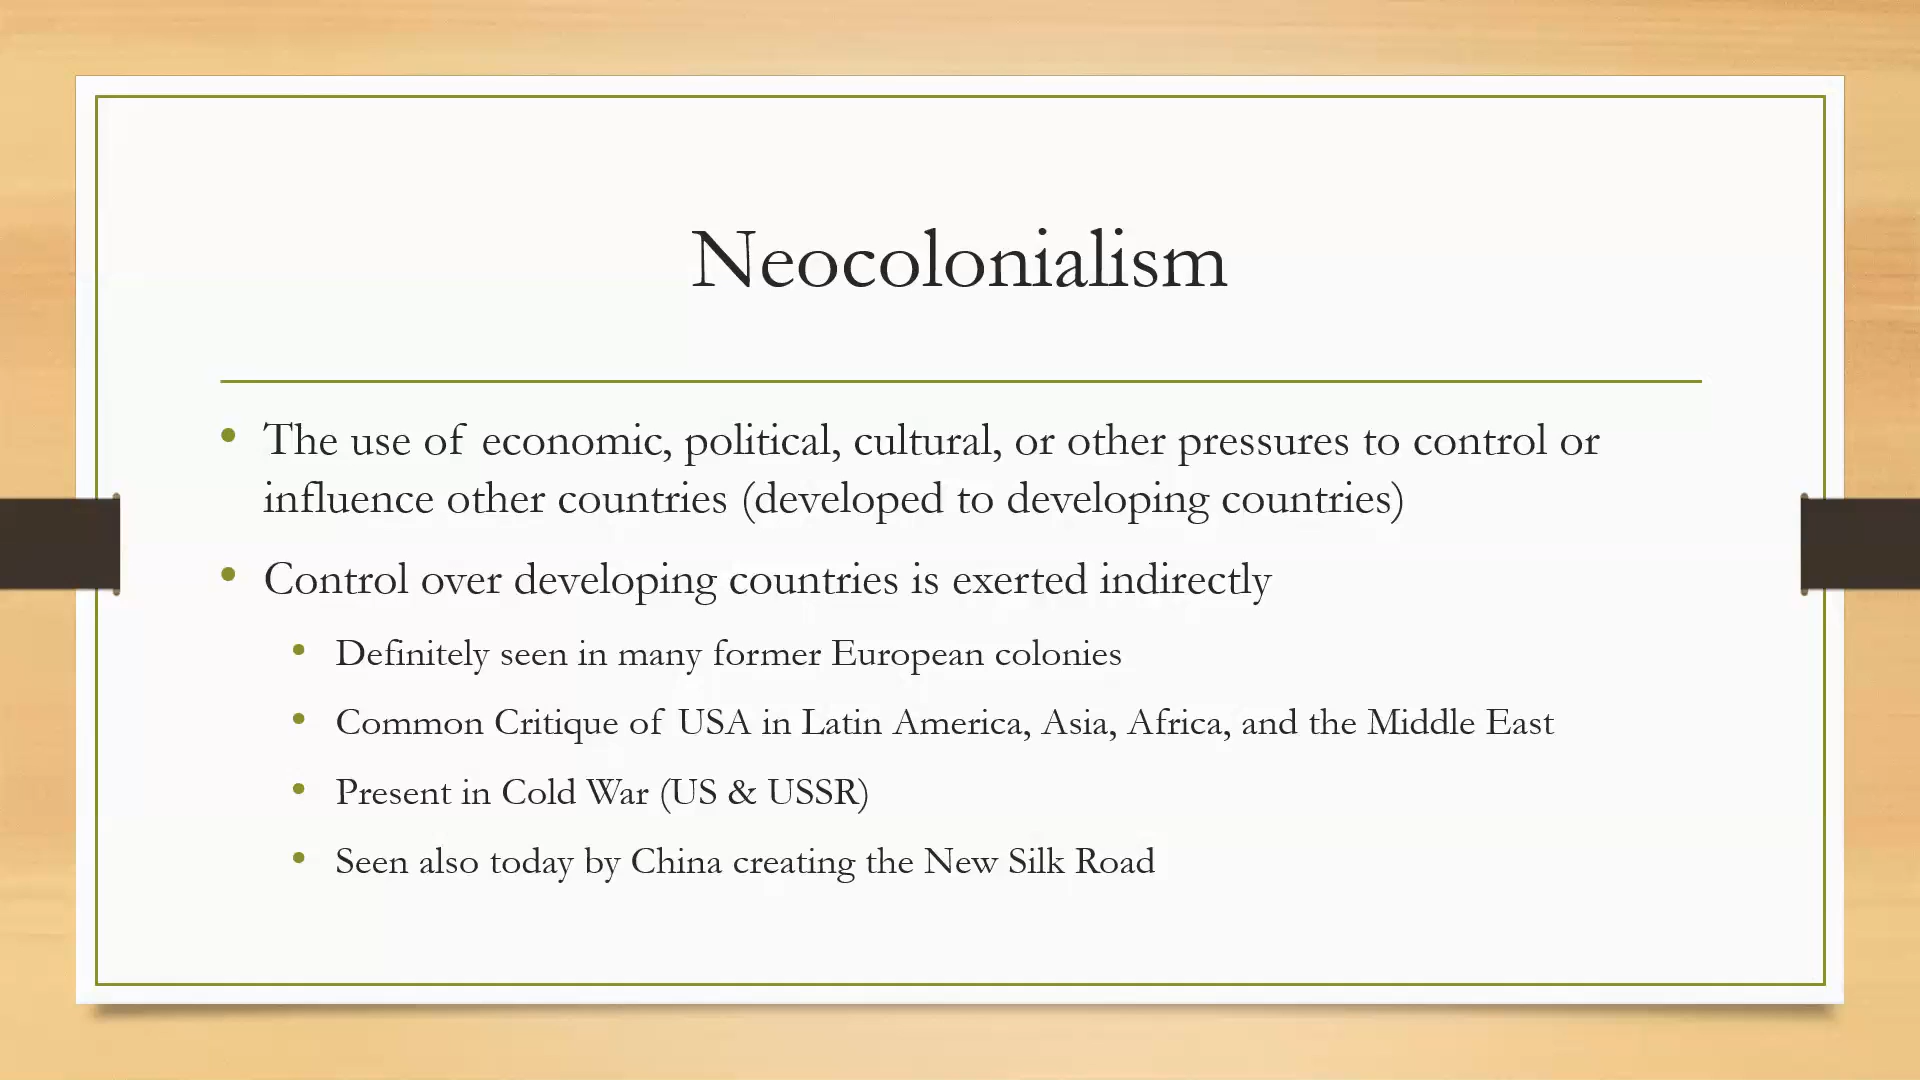 Neocolonialism
• The use of economic, political, cultural, or other pressures to control or
influence other countries (developed to developing countries)
• Control over developing countries is exerted indirectly
• Definitely seen in many former European colonies
• Common Critique of USA in Latin America, Asia, Africa, and the Middle East
• Present in Cold War (US & USSR)
• Seen also today by China creating the New Silk Road